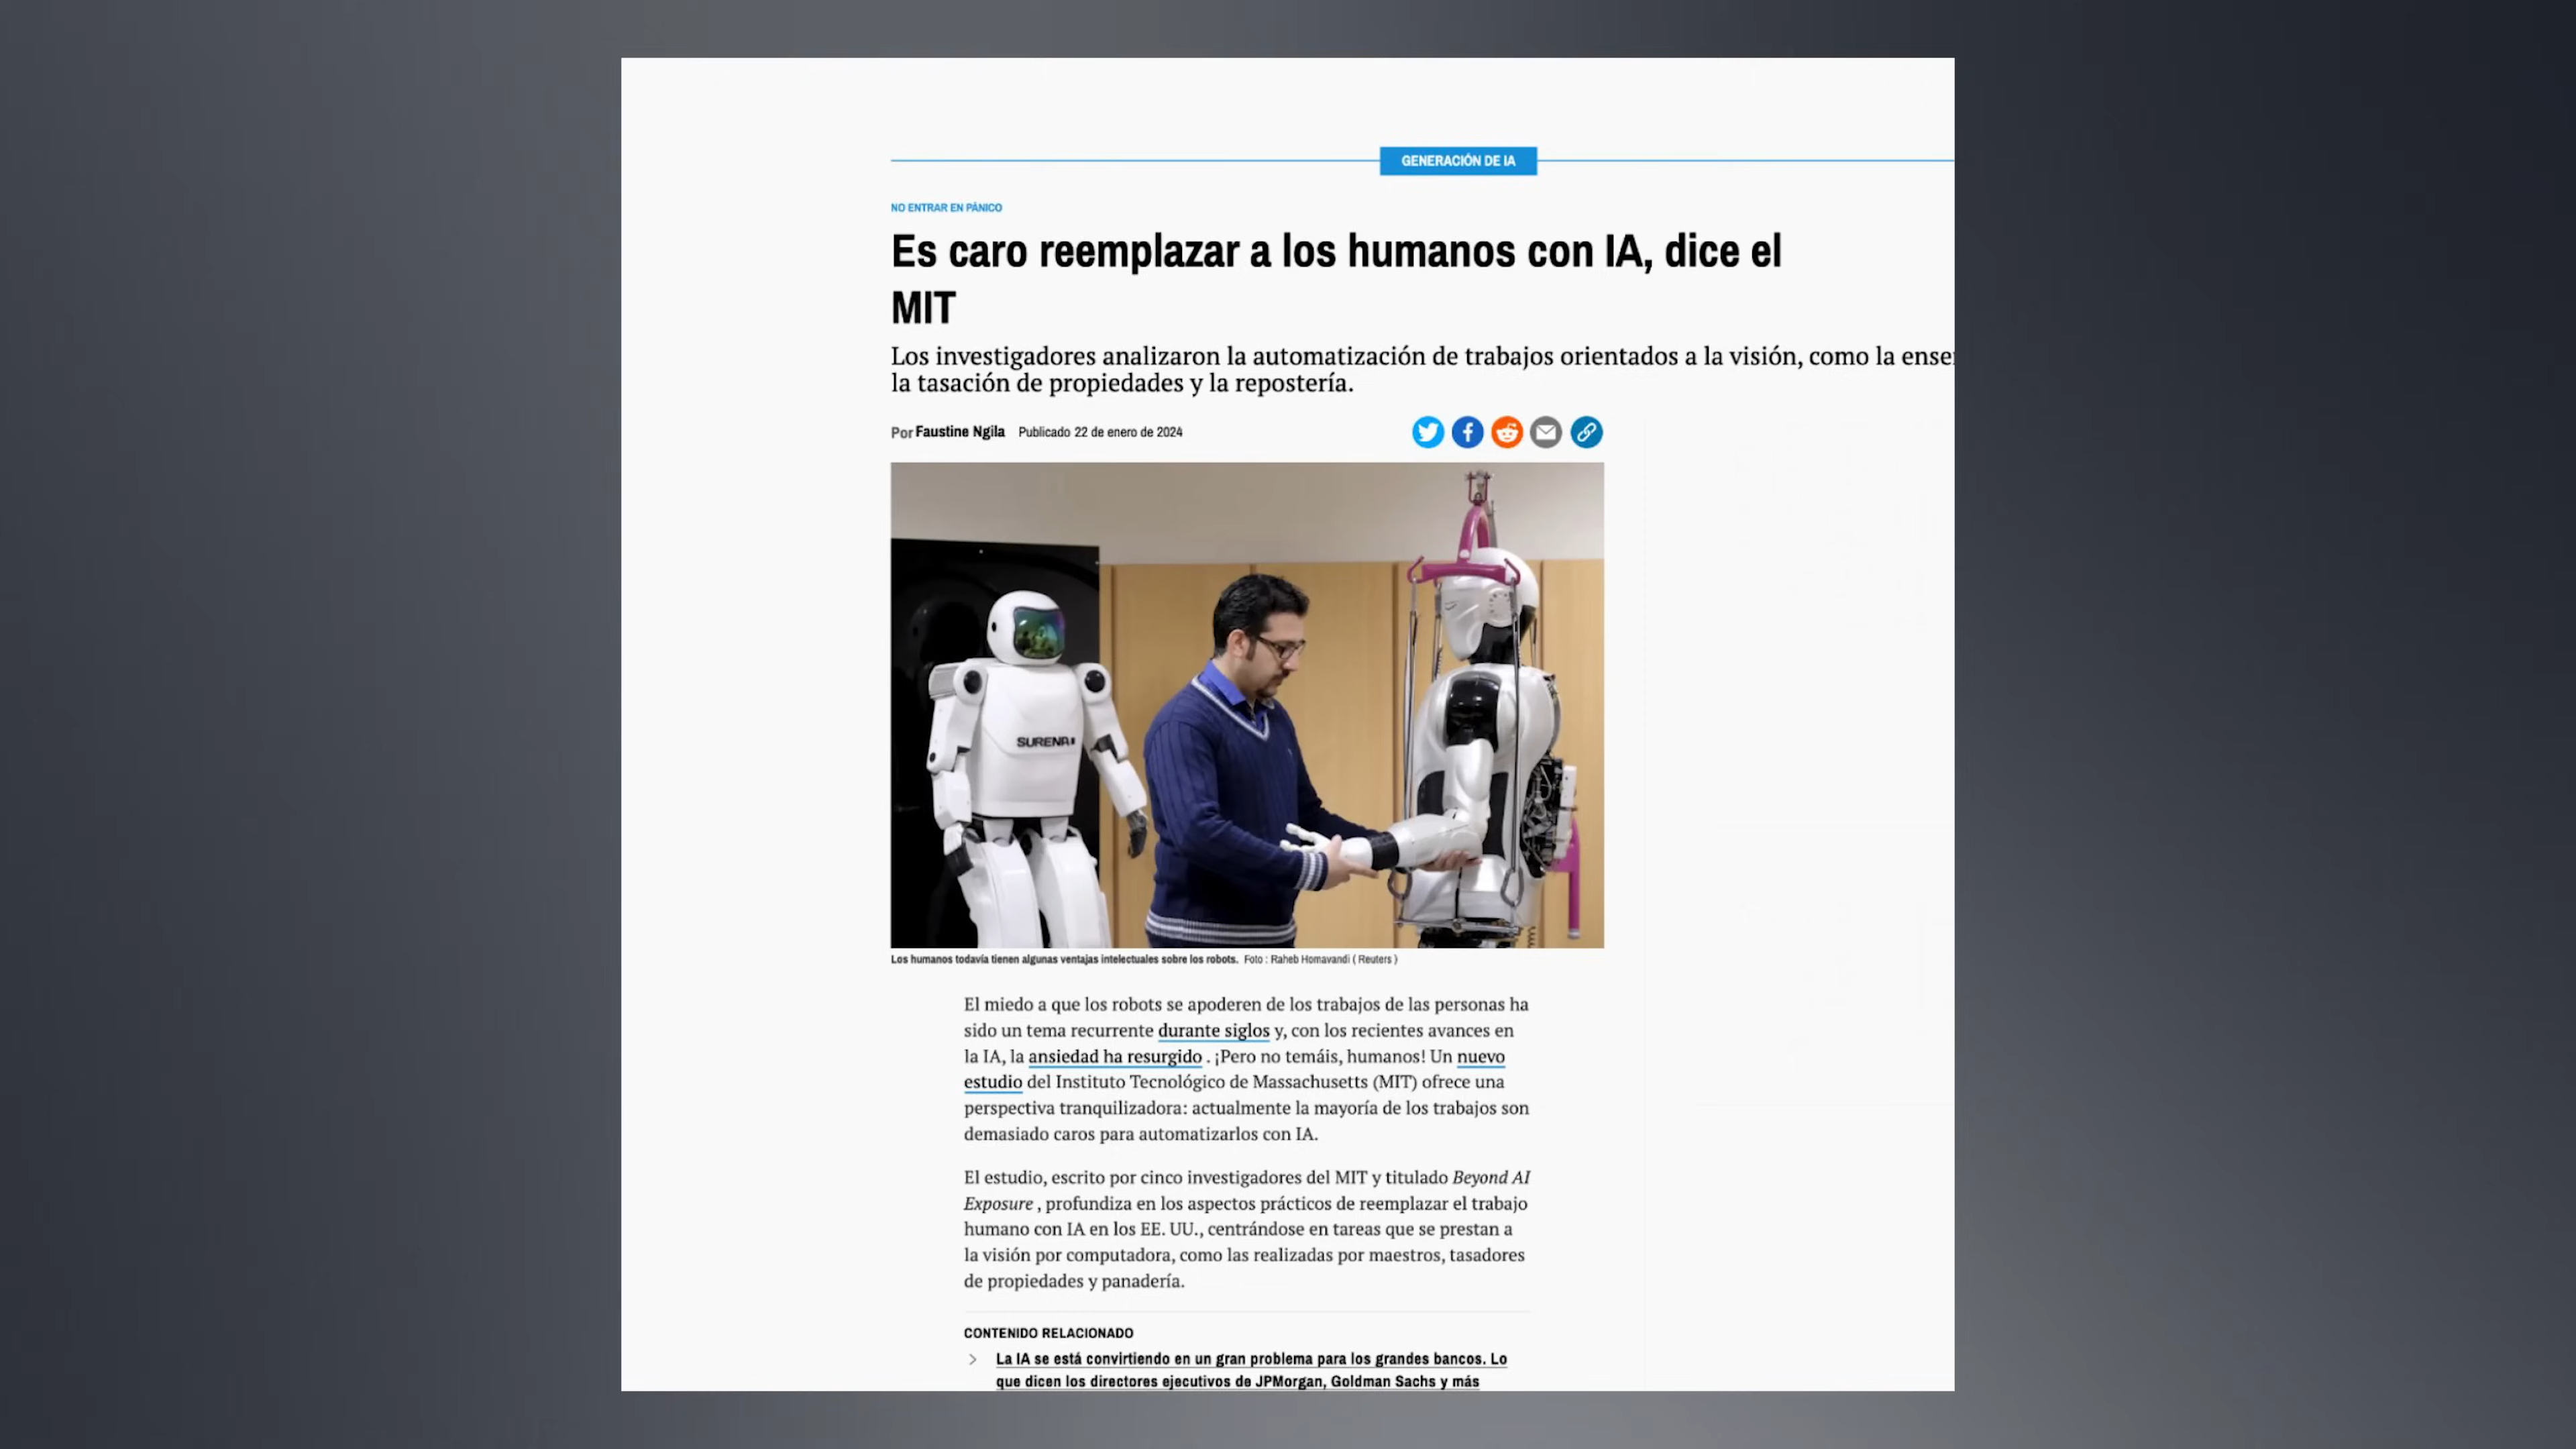 GENERACIÓN DE IA
NO ENTRAR EN PÁNICO
Es caro reemplazar a los humanos con IA, dice el
MIT
Los investigadores analizaron la automatización de trabajos orientados a la visión, como la
la tasación de propiedades y la repostería.
Por Faustine Ngila Publicado 22 de enero de 2024
SURENA
Los humanos todavía tienen algunas ventajas intelectuales sobre los robots. Foto : Raheb Homavandi ( Reuters )
El miedo a que los robots se apoderen de los trabajos de las personas ha
sido un tema recurrente durante siglos y, con los recientes avances en
la IA, la ansiedad ha resurgido . ¡Pero no temáis, humanos! Un nuevo
estudio del Instituto Tecnológico de Massachusetts (MIT) ofrece una
perspectiva tranquilizadora: actualmente la mayoría de los trabajos son
demasiado caros para automatizarlos con IA.
El estudio, escrito por cinco investigadores del MIT y titulado Beyond AI
Exposure , profundiza en los aspectos prácticos de reemplazar el trabajo
humano con IA en los EE. UU., centrándose en tareas que se prestan a
la visión por computadora, como las realizadas por maestros, tasadores
de propiedades y panadería.
CONTENIDO RELACIONADO
La IA se está convirtiendo en un gran problema para los grandes bancos. Lo
que dicen los directores ejecutivos de JPMorgan, Goldman Sachs y más